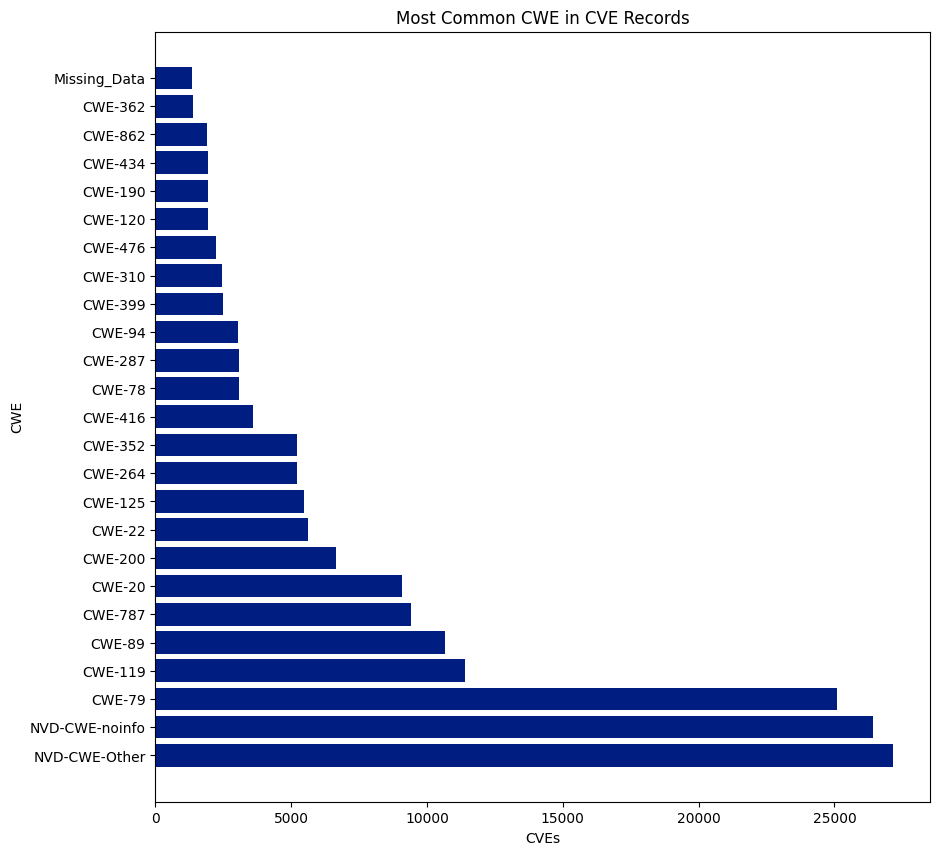 Most Common CWE in CVE Records
Missing_Data
CWE-362
CWE-862
CWE-434
CWE-190
CWE-120
CWE-476
CWE-310
CWE-399
CWE-94
CWE-287
CWE-78
CWE-416
CWE-352
CWE-264
CWE-125
CWE-22
CWE-200
CWE-20
CWE-787
CWE-89
CWE-119
CWE-79
NVD-CWE-noinfo
NVD-CWE-Other
CWE
0 5000 10000 15000 20000 25000
CVEs